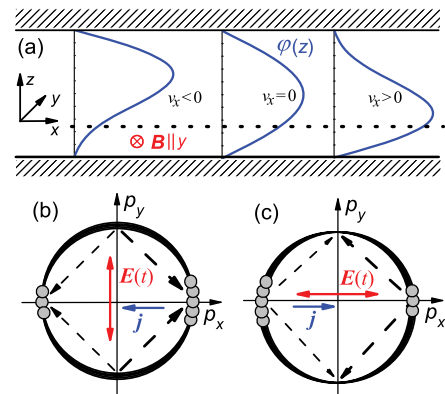 (a)
φ(z)
z
y
x
v_x<0
v_x=0
v_x>0
⊗ B∥y
(b)
p_y
E(t)
j
p_x
(c)
p_y
E(t)
j
p_x